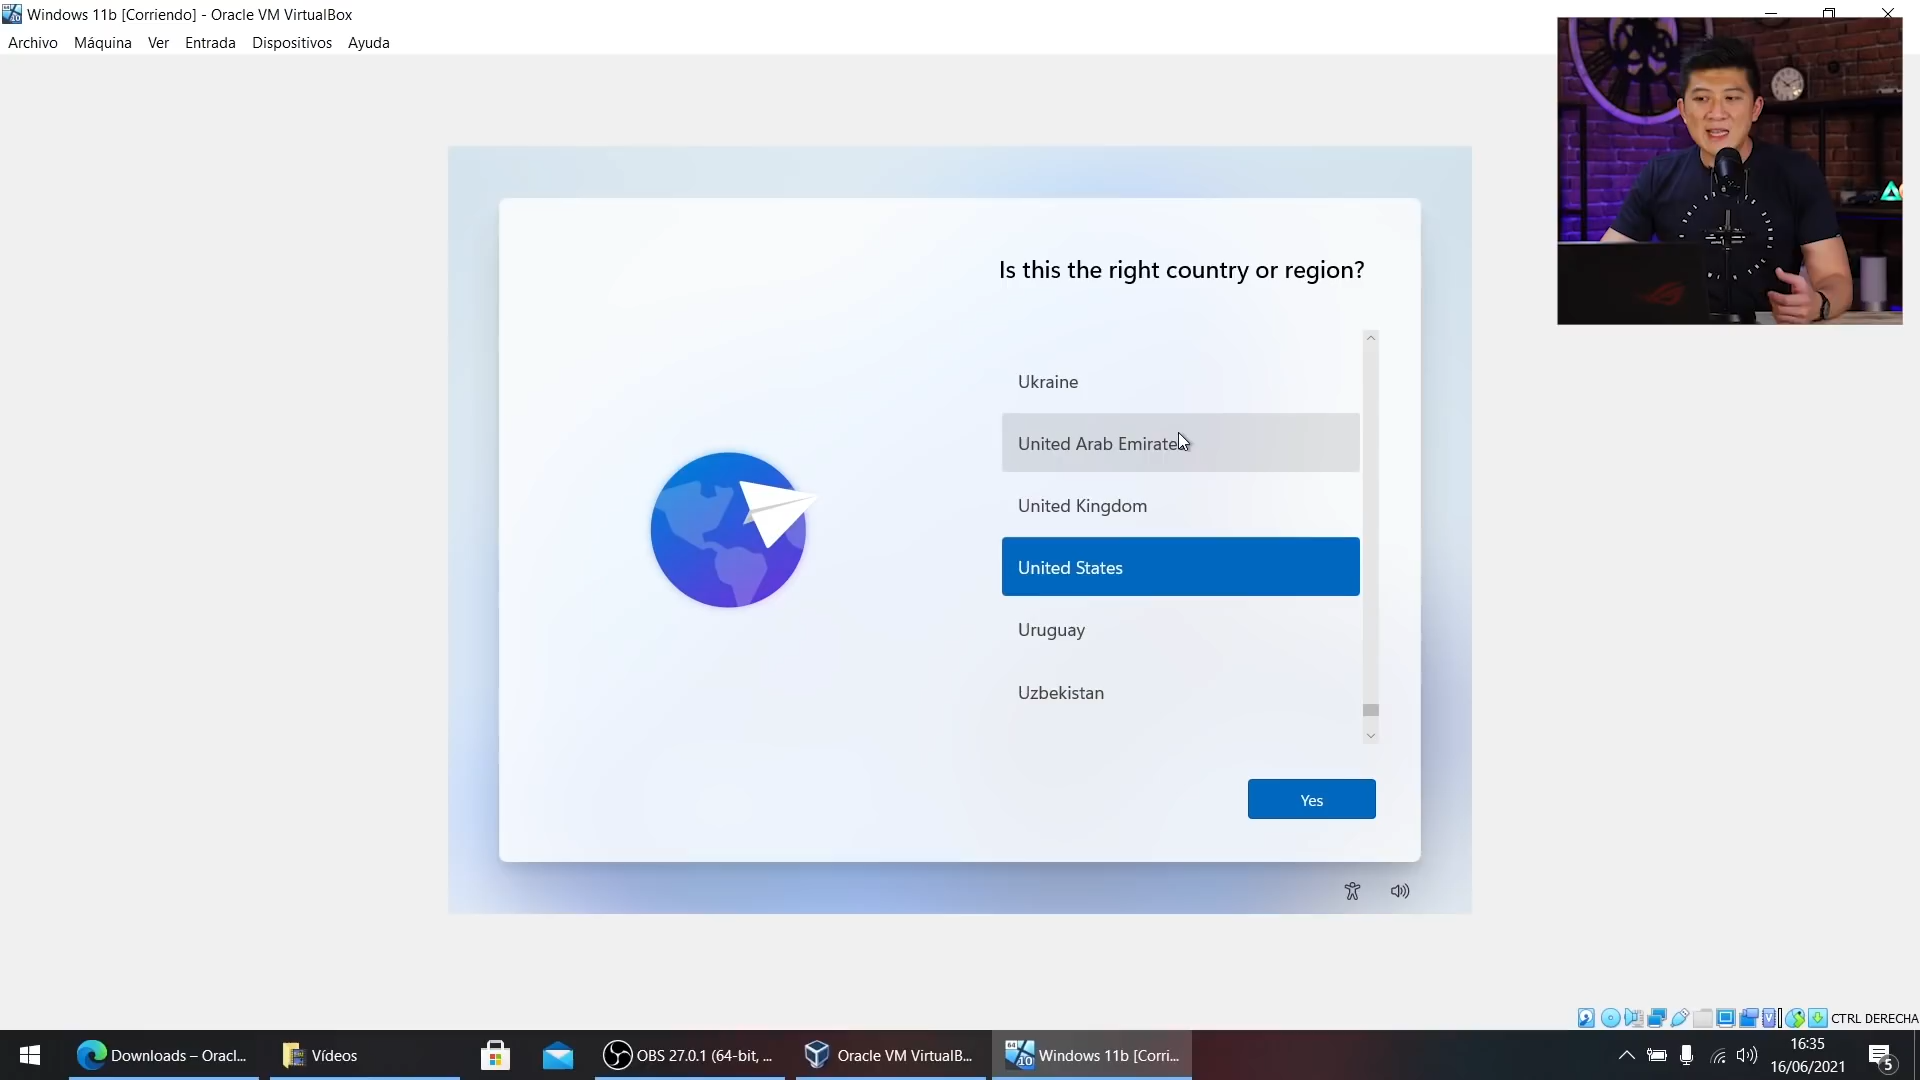 Windows 11b [Corriendo] - Oracle VM VirtualBox
Archivo Máquina Ver Entrada Dispositivos Ayuda
Is this the right country or region?
Ukraine
United Arab Emirates
United Kingdom
United States
Uruguay
Uzbekistan
Yes
CTRL DERECHA
Downloads – Oracl...
Vídeos
OBS 27.0.1 (64-bit, ...
Oracle VM VirtualB...
Windows 11b [Corri...
16:35
16/06/2021
5